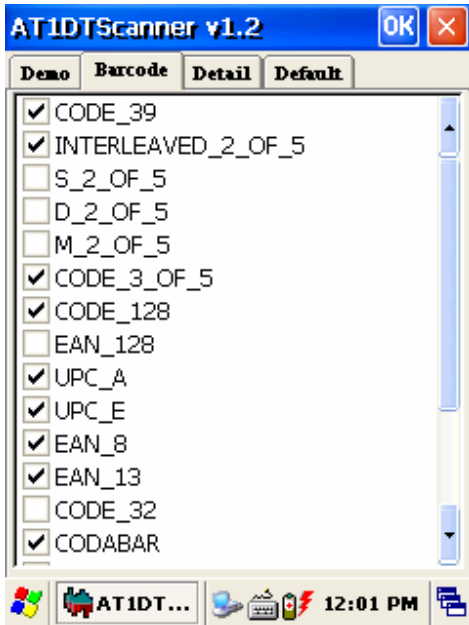 AT1DTScanner v1.2 OK
Demo Barcode Detail Default
CODE_39
INTERLEAVED_2_OF_5
S_2_OF_5
D_2_OF_5
M_2_OF_5
CODE_3_OF_5
CODE_128
EAN_128
UPC_A
UPC_E
EAN_8
EAN_13
CODE_32
CODABAR
AT1DT... 12:01 PM